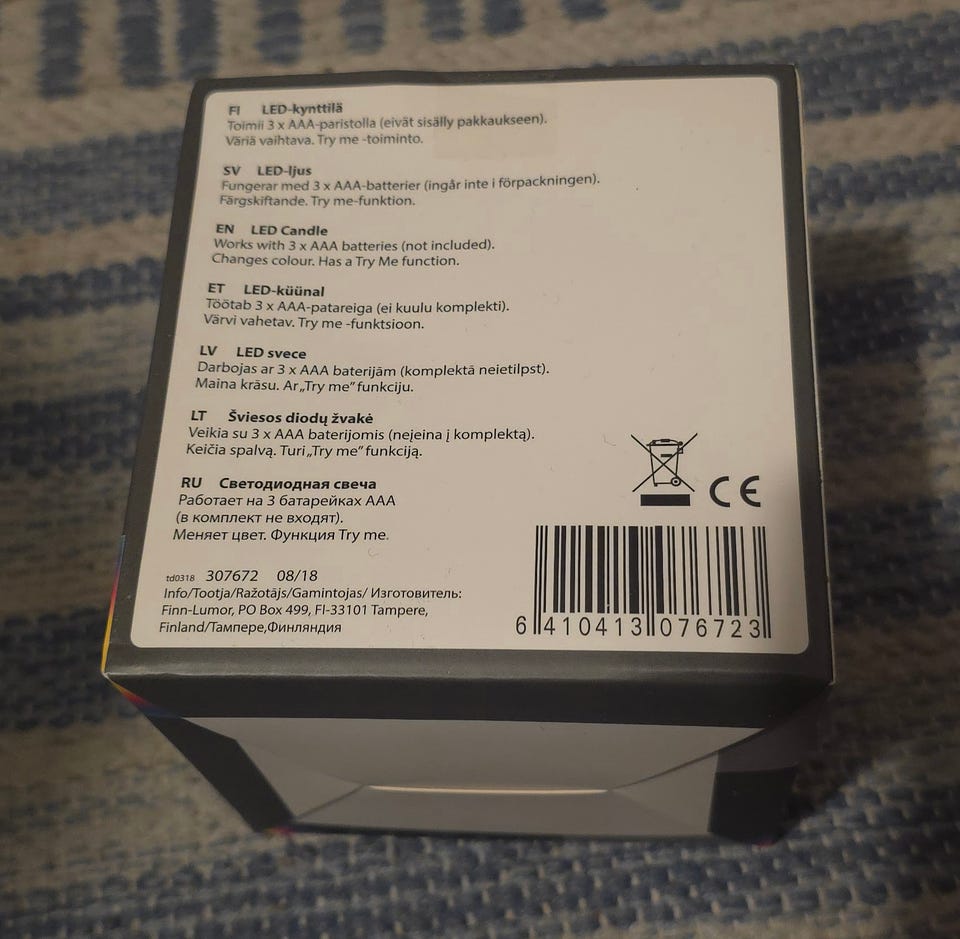 FI LED-kynttilä
Toimii 3 x AAA-paristolla (eivät sisälly pakkaukseen).
Väriä vaihtava. Try me -toiminto.
SV LED-ljus
Fungerar med 3 x AAA-batterier (ingår inte i förpackningen).
Färgskiftande. Try me-funktion.
EN LED Candle
Works with 3 x AAA batteries (not included).
Changes colour. Has a Try Me function.
ET LED-küünal
Töötab 3 x AAA-patareiga (ei kuulu komplekti).
Värvi vahetav. Try me -funktsioon.
LV LED svece
Darbojas ar 3 x AAA baterijām (komplektā neietilpst).
Maina krāsu. Ar „Try me” funkciju.
LT Šviesos diodų žvakė
Veikia su 3 x AAA baterijomis (neįeina į komplektą).
Keičia spalvą. Turi „Try me” funkciją.
RU Светодиодная свеча
Работает на 3 батарейках AAA
(в комплект не входят).
Меняет цвет. Функция Try me.
td0318 307672 08/18
Info/Tootja/Ražotājs/Gamintojas/ Изготовитель:
Finn-Lumor, PO Box 499, FI-33101 Tampere,
Finland/Тампере,Финляндия
CE
6 410413 076723